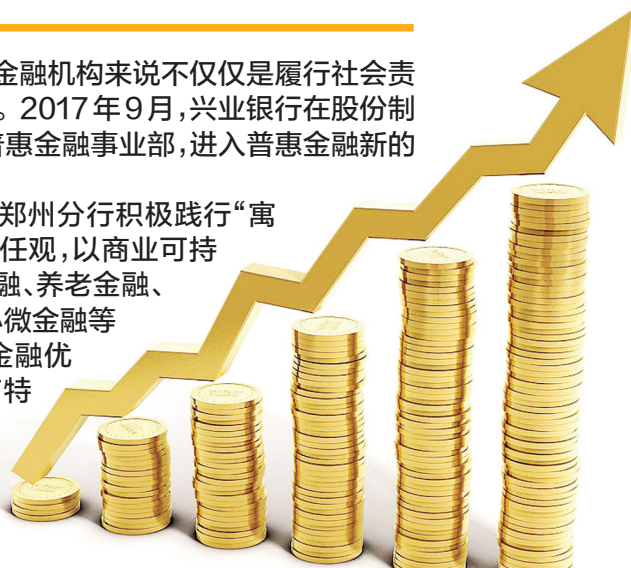 金融机构来说不仅仅是履行社会责
。2017年9月,兴业银行在股份制
普惠金融事业部,进入普惠金融新的
郑州分行积极践行“寓
任观,以商业可持
融、养老金融、
小微金融等
金融优
特